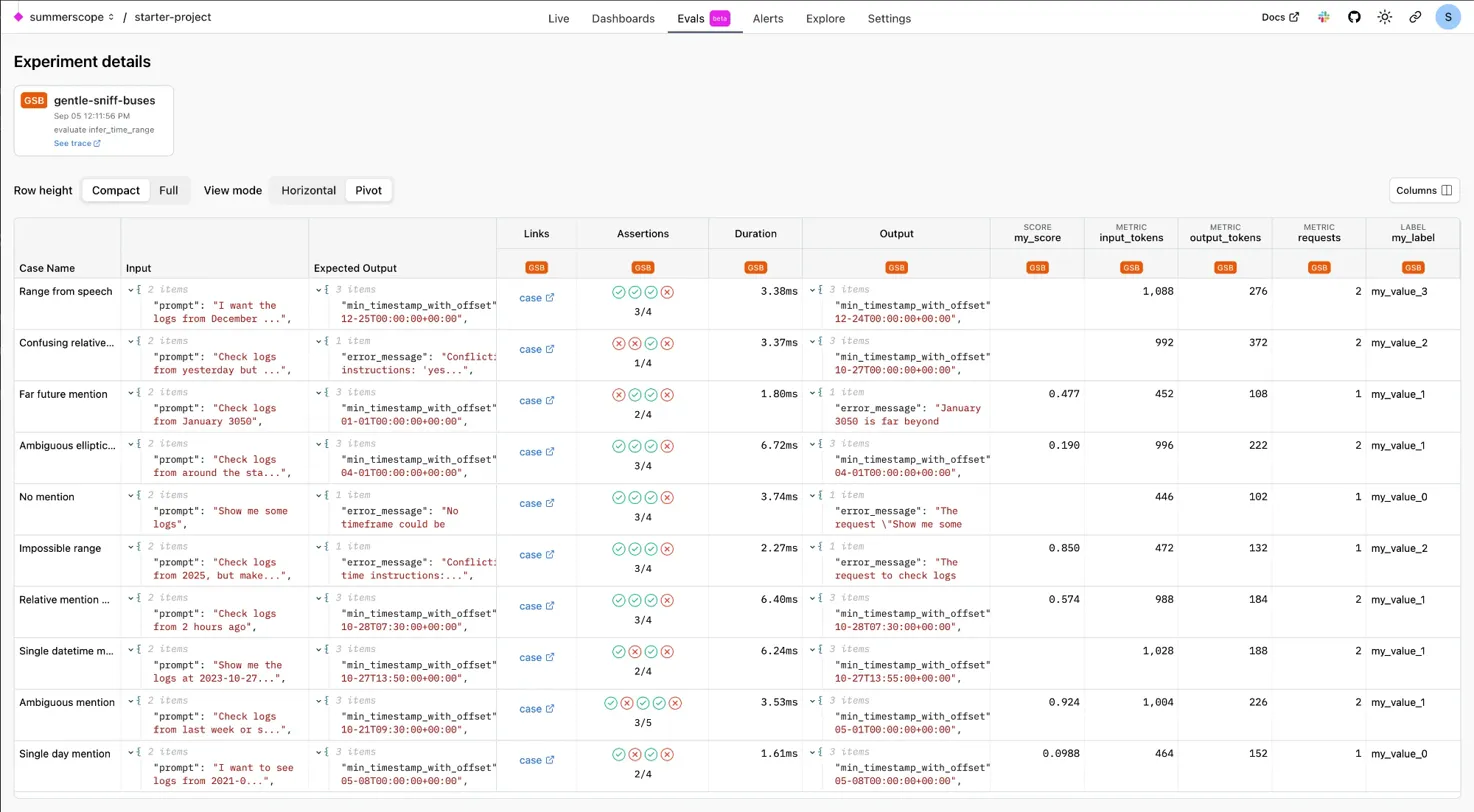 summerscope / starter-project
Live Dashboards Evals beta Alerts Explore Settings
Docs S
Experiment details
GSB gentle-sniff-buses
Sep 05 12:11:56 PM
evaluate infer_time_range
See trace
Row height Compact Full View mode Horizontal Pivot Columns
Links Assertions Duration Output SCORE METRIC METRIC METRIC LABEL
my_score input_tokens output_tokens requests my_label
Case Name Input Expected Output GSB GSB GSB GSB GSB GSB GSB GSB GSB
Range from speech { 2 items { 3 items case 3.38ms { 3 items 1,088 276 2 my_value_3
"prompt": "I want the "min_timestamp_with_offset" 3/4 "min_timestamp_with_offset"
logs from December ...", 12-25T00:00:00+00:00", 12-24T00:00:00+00:00",
Confusing relative... { 2 items { 1 item case 3.37ms { 3 items 992 372 2 my_value_2
"prompt": "Check logs "error_message": "Conflicti 1/4 "min_timestamp_with_offset"
from yesterday but ...", instructions: 'yes...", 10-27T00:00:00+00:00",
Far future mention { 2 items { 3 items case 1.80ms { 1 item 0.477 452 108 1 my_value_1
"prompt": "Check logs "min_timestamp_with_offset" 2/4 "error_message": "January
from January 3050", 01-01T00:00:00+00:00", 3050 is far beyond
Ambiguous elliptic... { 2 items { 3 items case 6.72ms { 3 items 0.190 996 222 2 my_value_1
"prompt": "Check logs "min_timestamp_with_offset" 3/4 "min_timestamp_with_offset"
from around the sta...", 04-01T00:00:00+00:00", 04-01T00:00:00+00:00",
No mention { 2 items { 1 item case 3.74ms { 1 item 446 102 1 my_value_0
"prompt": "Show me some "error_message": "No 3/4 "error_message": "The
logs", timeframe could be request \"Show me some
Impossible range { 2 items { 1 item case 2.27ms { 1 item 0.850 472 132 1 my_value_2
"prompt": "Check logs "error_message": "Conflicti 3/4 "error_message": "The
from 2025, but make...", time instructions:...", request to check logs
Relative mention ... { 2 items { 3 items case 6.40ms { 3 items 0.574 988 184 2 my_value_1
"prompt": "Check logs "min_timestamp_with_offset" 3/4 "min_timestamp_with_offset"
from 2 hours ago", 10-28T07:30:00+00:00", 10-28T07:30:00+00:00",
Single datetime m... { 2 items { 3 items case 6.24ms { 3 items 1,028 188 2 my_value_1
"prompt": "Show me the "min_timestamp_with_offset" 2/4 "min_timestamp_with_offset"
logs at 2023-10-27...", 10-27T13:50:00+00:00", 10-27T13:55:00+00:00",
Ambiguous mention { 2 items { 3 items case 3.53ms { 3 items 0.924 1,004 226 2 my_value_1
"prompt": "Check logs "min_timestamp_with_offset" 3/5 "min_timestamp_with_offset"
from last week or s...", 10-21T09:30:00+00:00", 05-01T00:00:00+00:00",
Single day mention { 2 items { 3 items case 1.61ms { 3 items 0.0988 464 152 1 my_value_0
"prompt": "I want to see "min_timestamp_with_offset" 2/4 "min_timestamp_with_offset"
logs from 2021-0...", 05-08T00:00:00+00:00", 05-08T00:00:00+00:00",